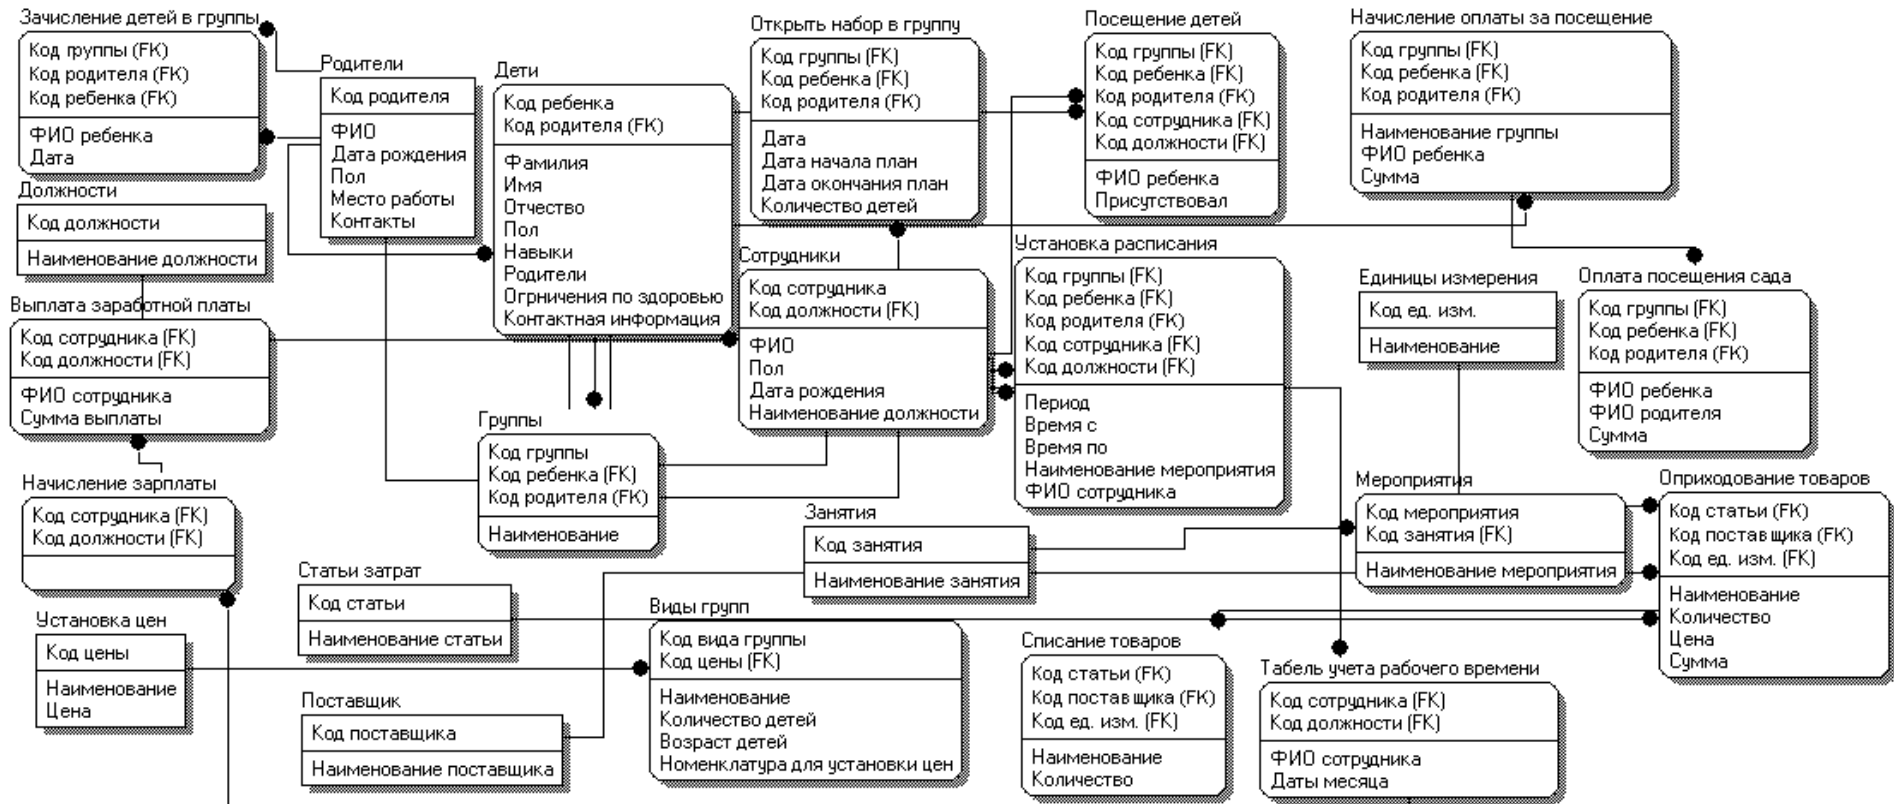 Зачисление детей в группы
Код группы (FK)
Код родителя (FK)
Код ребенка (FK)
ФИО ребенка
Дата
Родители
Код родителя
ФИО
Дата рождения
Пол
Место работы
Контакты
Дети
Код ребенка
Код родителя (FK)
Фамилия
Имя
Отчество
Пол
Навыки
Родители
Огрничения по здоровью
Контактная информация
Открыть набор в группу
Код группы (FK)
Код ребенка (FK)
Код родителя (FK)
Дата
Дата начала план
Дата окончания план
Количество детей
Посещение детей
Код группы (FK)
Код ребенка (FK)
Код родителя (FK)
Код сотрудника (FK)
Код должности (FK)
ФИО ребенка
Присутствовал
Начисление оплаты за посещение
Код группы (FK)
Код ребенка (FK)
Код родителя (FK)
Наименование группы
ФИО ребенка
Сумма
Должности
Код должности
Наименование должности
Выплата заработной платы
Код сотрудника (FK)
Код должности (FK)
ФИО сотрудника
Сумма выплаты
Сотрудники
Код сотрудника
Код должности (FK)
ФИО
Пол
Дата рождения
Наименование должности
Установка расписания
Код группы (FK)
Код ребенка (FK)
Код родителя (FK)
Код сотрудника (FK)
Код должности (FK)
Период
Время с
Время по
Наименование мероприятия
ФИО сотрудника
Единицы измерения
Код ед. изм.
Наименование
Оплата посещения сада
Код группы (FK)
Код ребенка (FK)
Код родителя (FK)
ФИО ребенка
ФИО родителя
Сумма
Группы
Код группы
Код ребенка (FK)
Код родителя (FK)
Наименование
Начисление зарплаты
Код сотрудника (FK)
Код должности (FK)
Занятия
Код занятия
Наименование занятия
Мероприятия
Код мероприятия
Код занятия (FK)
Наименование мероприятия
Оприходование товаров
Код статьи (FK)
Код поставщика (FK)
Код ед. изм. (FK)
Наименование
Количество
Цена
Сумма
Статьи затрат
Код статьи
Наименование статьи
Установка цен
Код цены
Наименование
Цена
Виды групп
Код вида группы
Код цены (FK)
Наименование
Количество детей
Возраст детей
Номенклатура для установки цен
Поставщик
Код поставщика
Наименование поставщика
Списание товаров
Код статьи (FK)
Код поставщика (FK)
Код ед. изм. (FK)
Наименование
Количество
Табель учета рабочего времени
Код сотрудника (FK)
Код должности (FK)
ФИО сотрудника
Даты месяца